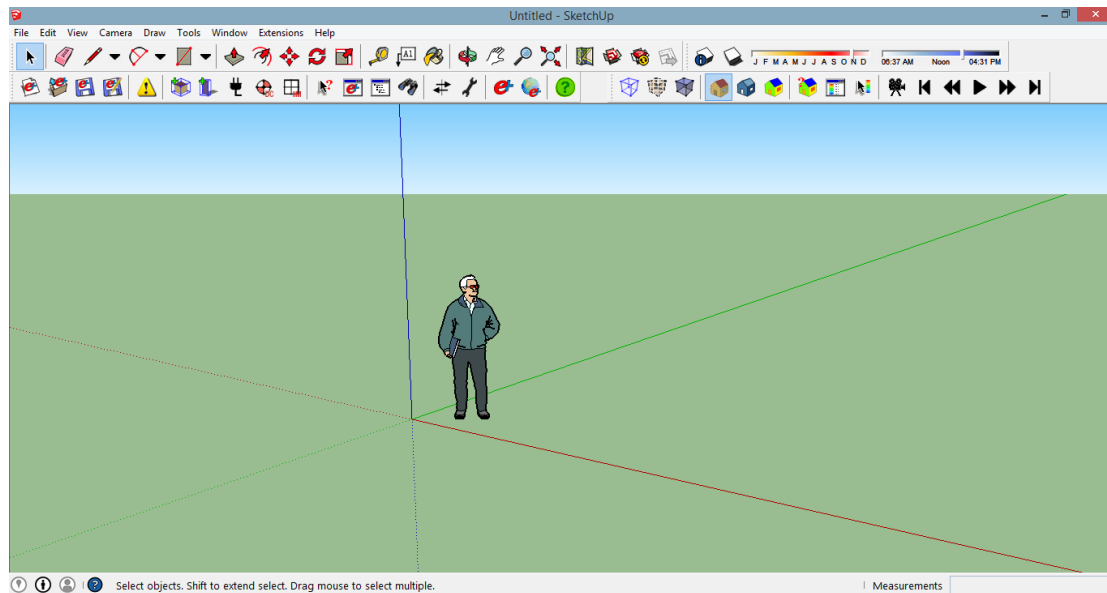 Untitled - SketchUp
File Edit View Camera Draw Tools Window Extensions Help
A1
J F M A M J J A S O N D 06:37 AM Noon 04:31 PM
Select objects. Shift to extend select. Drag mouse to select multiple. Measurements